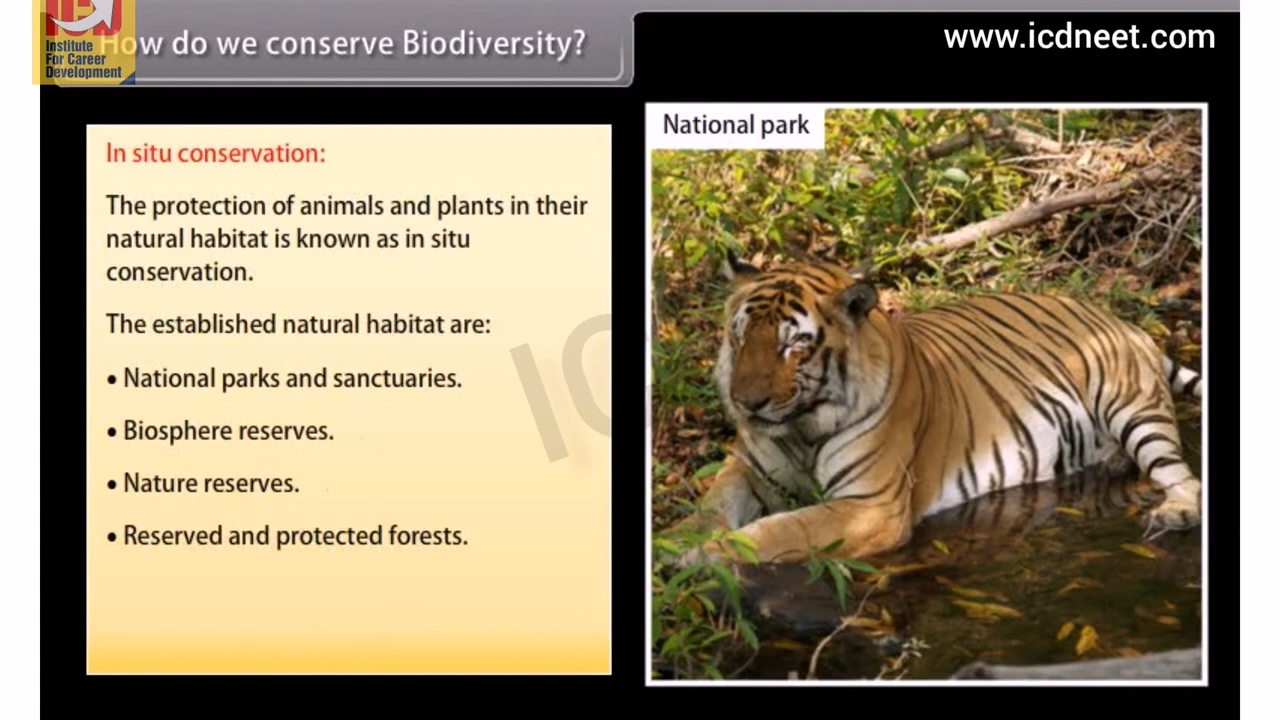 How do we conserve Biodiversity?
www.icdneet.com
Institute
For Career
Development
In situ conservation:
The protection of animals and plants in their
natural habitat is known as in situ
conservation.
The established natural habitat are:
• National parks and sanctuaries.
• Biosphere reserves.
• Nature reserves.
• Reserved and protected forests.
National park